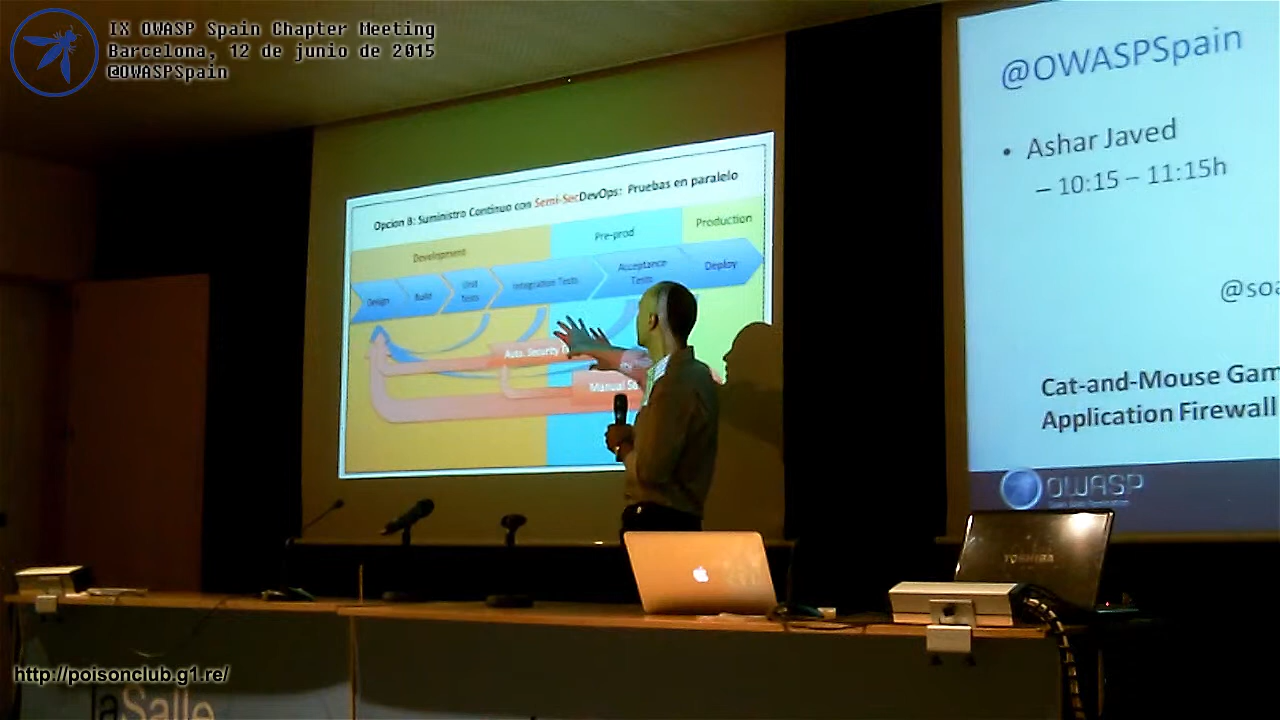 IX OWASP Spain Chapter Meeting
Barcelona, 12 de junio de 2015
@OWASPSpain
Opcion B: Suministro Continuo con Semi-SecDevOps: Pruebas en paralelo
Development
Pre-prod
Production
Design
Build
Unit
Tests
Integration Tests
Acceptance
Tests
Deploy
Auto. Security
Manual
@OWASPSpain
• Ashar Javed
– 10:15 – 11:15h
@soa
Cat-and-Mouse Gam
Application Firewall
OWASP
TOSHIBA
http://poisonclub.g1.re/
laSalle